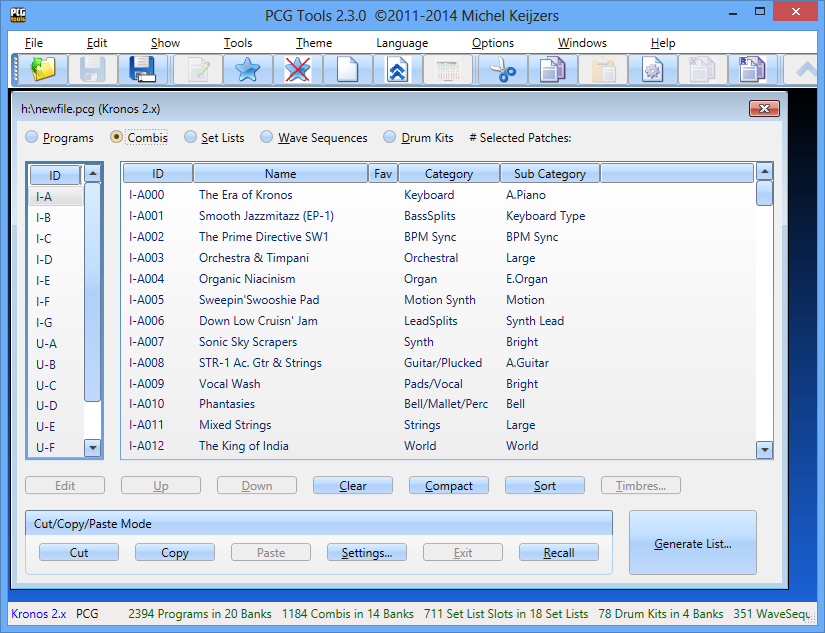 PCG
PCG Tools 2.3.0 ©2011-2014 Michel Keijzers
File Edit Show Tools Theme Language Options Windows Help
h:\newfile.pcg (Kronos 2.x)
Programs Combis Set Lists Wave Sequences Drum Kits # Selected Patches:
ID
I-A
I-B
I-C
I-D
I-E
I-F
I-G
U-A
U-B
U-C
U-D
U-E
U-F
ID Name Fav Category Sub Category
I-A000 The Era of Kronos Keyboard A.Piano
I-A001 Smooth Jazzmitazz (EP-1) BassSplits Keyboard Type
I-A002 The Prime Directive SW1 BPM Sync BPM Sync
I-A003 Orchestra & Timpani Orchestral Large
I-A004 Organic Niacinism Organ E.Organ
I-A005 Sweepin'Swooshie Pad Motion Synth Motion
I-A006 Down Low Cruisn' Jam LeadSplits Synth Lead
I-A007 Sonic Sky Scrapers Synth Bright
I-A008 STR-1 Ac. Gtr & Strings Guitar/Plucked A.Guitar
I-A009 Vocal Wash Pads/Vocal Bright
I-A010 Phantasies Bell/Mallet/Perc Bell
I-A011 Mixed Strings Strings Large
I-A012 The King of India World World
Edit Up Down Clear Compact Sort Timbres...
Cut/Copy/Paste Mode
Cut Copy Paste Settings... Exit Recall
Generate List...
Kronos 2.x PCG 2394 Programs in 20 Banks 1184 Combis in 14 Banks 711 Set List Slots in 18 Set Lists 78 Drum Kits in 4 Banks 351 WaveSequ